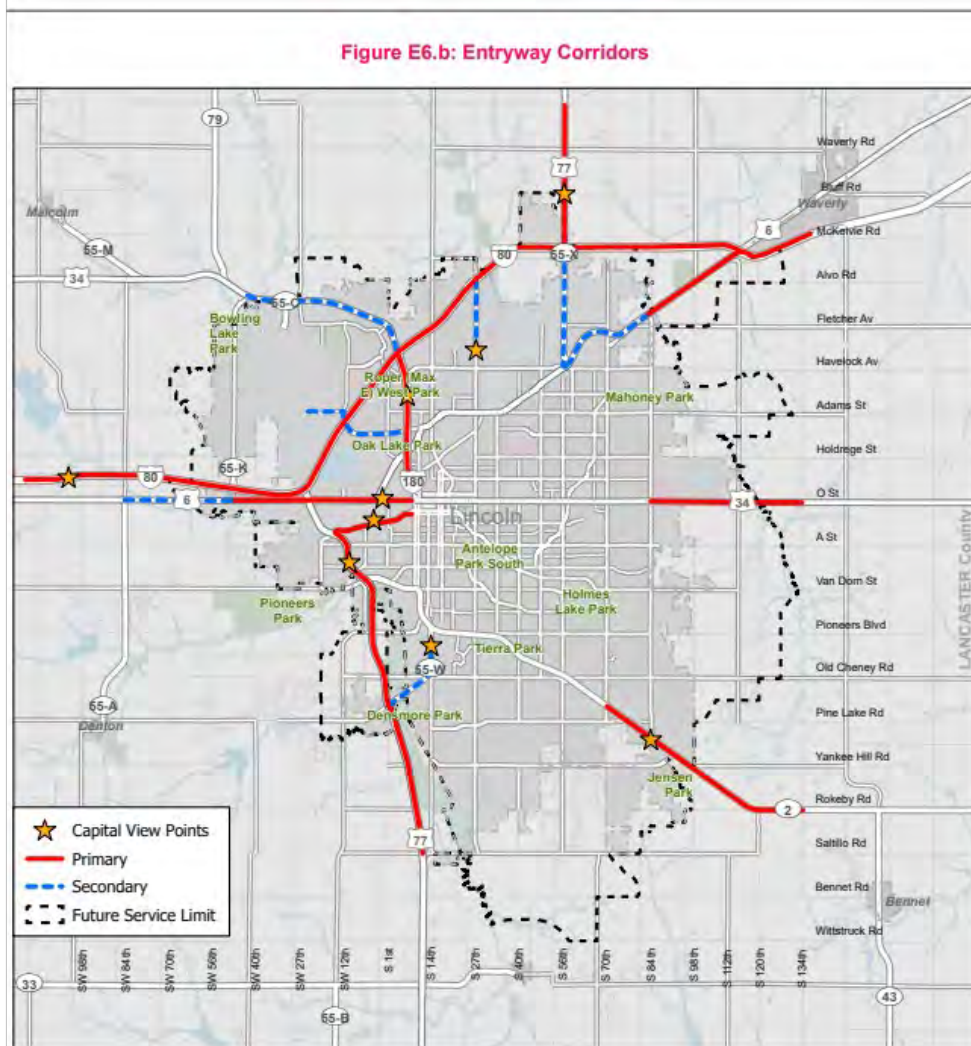 Figure E6.b: Entryway Corridors
79
77
Waverly Rd
Bluff Rd
Waverly
Malcolm
6
McKelvie Rd
55-M
80
55-X
34
Alvo Rd
Bowling
Lake
Park
Fletcher Av
Havelock Av
Roper (Max
E) West Park
Mahoney Park
Adams St
Oak Lake Park
Holdrege St
55-K
80
180
6
34
O St
Lincoln
A St
Antelope
Park South
Van Dorn St
Holmes
Lake Park
Pioneers
Park
Pioneers Blvd
Tierra Park
55-W
Old Cheney Rd
55-A
Denton
Densmore Park
Pine Lake Rd
Yankee Hill Rd
Jensen
Park
Rokeby Rd
2
77
Saltillo Rd
Bennet Rd
Bennet
Wittstruck Rd
LANCASTER County
Capital View Points
Primary
Secondary
Future Service Limit
SW 98th
SW 84th
SW 70th
SW 56th
SW 40th
SW 27th
SW 12th
S 1st
S 14th
S 27th
S 40th
S 56th
S 70th
S 84th
S 98th
S 112th
S 120th
S 134th
33
55-B
43